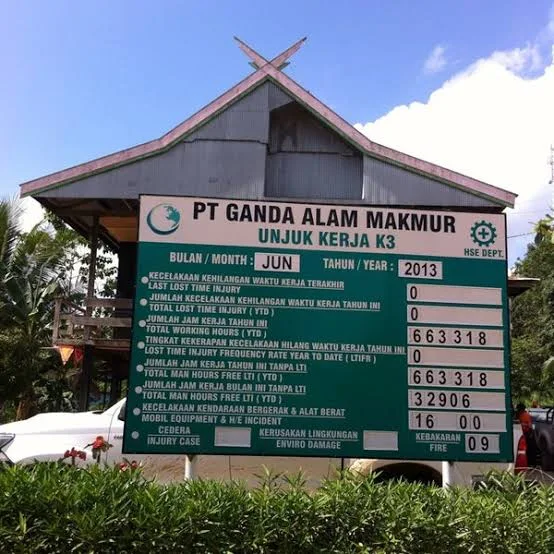 PT GANDA ALAM MAKMUR
UNJUK KERJA K3
HSE DEPT.
BULAN / MONTH : JUN TAHUN / YEAR : 2013
KECELAKAAN KEHILANGAN WAKTU KERJA TERAKHIR
LAST LOST TIME INJURY 0
JUMLAH KECELAKAAN KEHILANGAN WAKTU KERJA TAHUN INI
TOTAL LOST TIME INJURY ( YTD ) 0
JUMLAH JAM KERJA TAHUN INI
TOTAL WORKING HOURS ( YTD ) 663 318
TINGKAT KEKERAPAN KECELAKAAN HILANG WAKTU KERJA TAHUN INI
LOST TIME INJURY FREQUENCY RATE YEAR TO DATE ( LTIFR ) 0
JUMLAH JAM KERJA TAHUN INI TANPA LTI
TOTAL MAN HOURS FREE LTI ( YTD ) 663 318
JUMLAH JAM KERJA BULAN INI TANPA LTI
TOTAL MAN HOURS FREE LTI ( YTD ) 32906
KECELAKAAN KENDARAAN BERGERAK & ALAT BERAT
MOBIL EQUIPMENT & H/E INCIDENT 16 00
CEDERA
INJURY CASE
KERUSAKAN LINGKUNGAN
ENVIRO DAMAGE
KEBAKARAN
FIRE 09